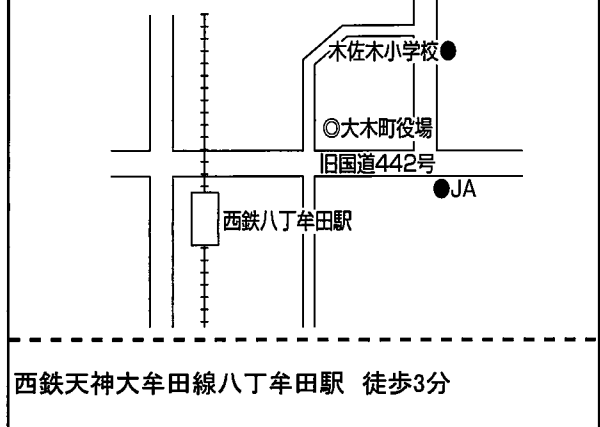 木佐木小学校
◎大木町役場
旧国道442号
JA
西鉄八丁牟田駅
西鉄天神大牟田線八丁牟田駅 徒歩3分